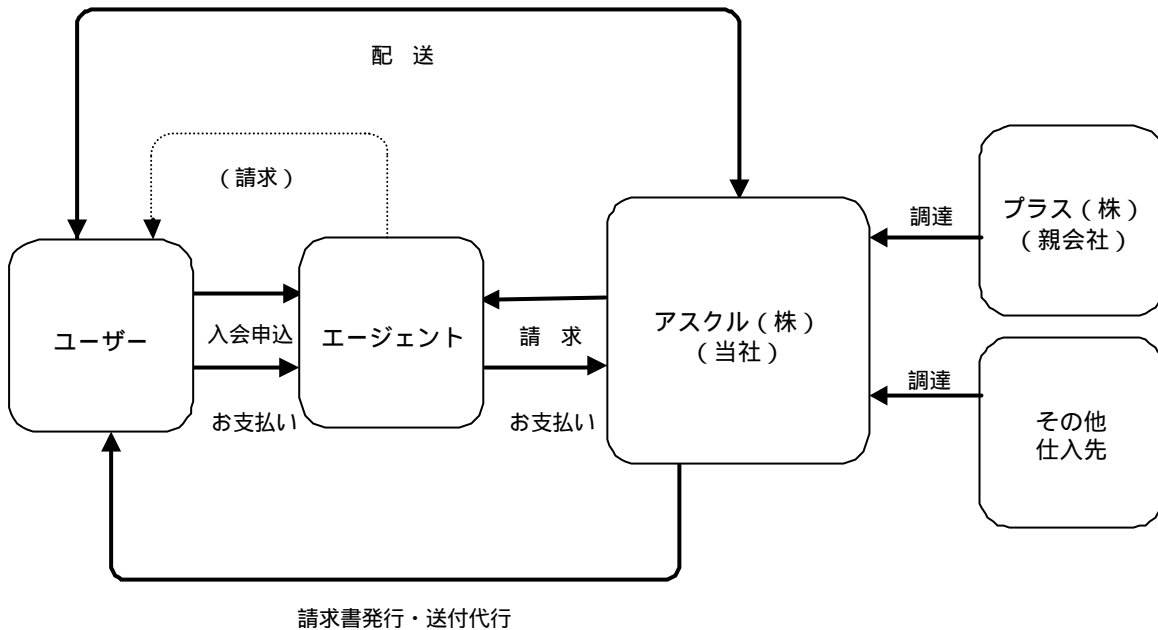 配 送
（請求）
調達
プラス（株）
（親会社）
ユーザー
入会申込
お支払い
エージェント
請 求
お支払い
アスクル（株）
（当社）
調達
その他
仕入先
請求書発行・送付代行